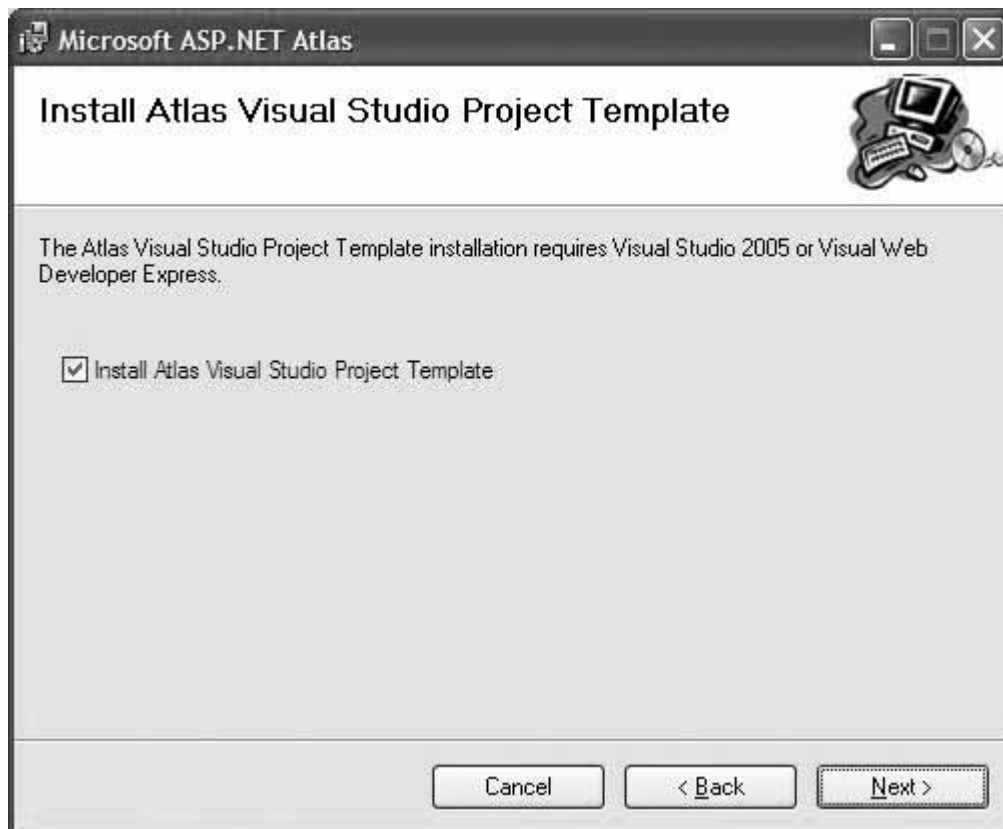 Microsoft ASP.NET Atlas
Install Atlas Visual Studio Project Template
The Atlas Visual Studio Project Template installation requires Visual Studio 2005 or Visual Web
Developer Express.
Install Atlas Visual Studio Project Template
Cancel
< Back
Next >